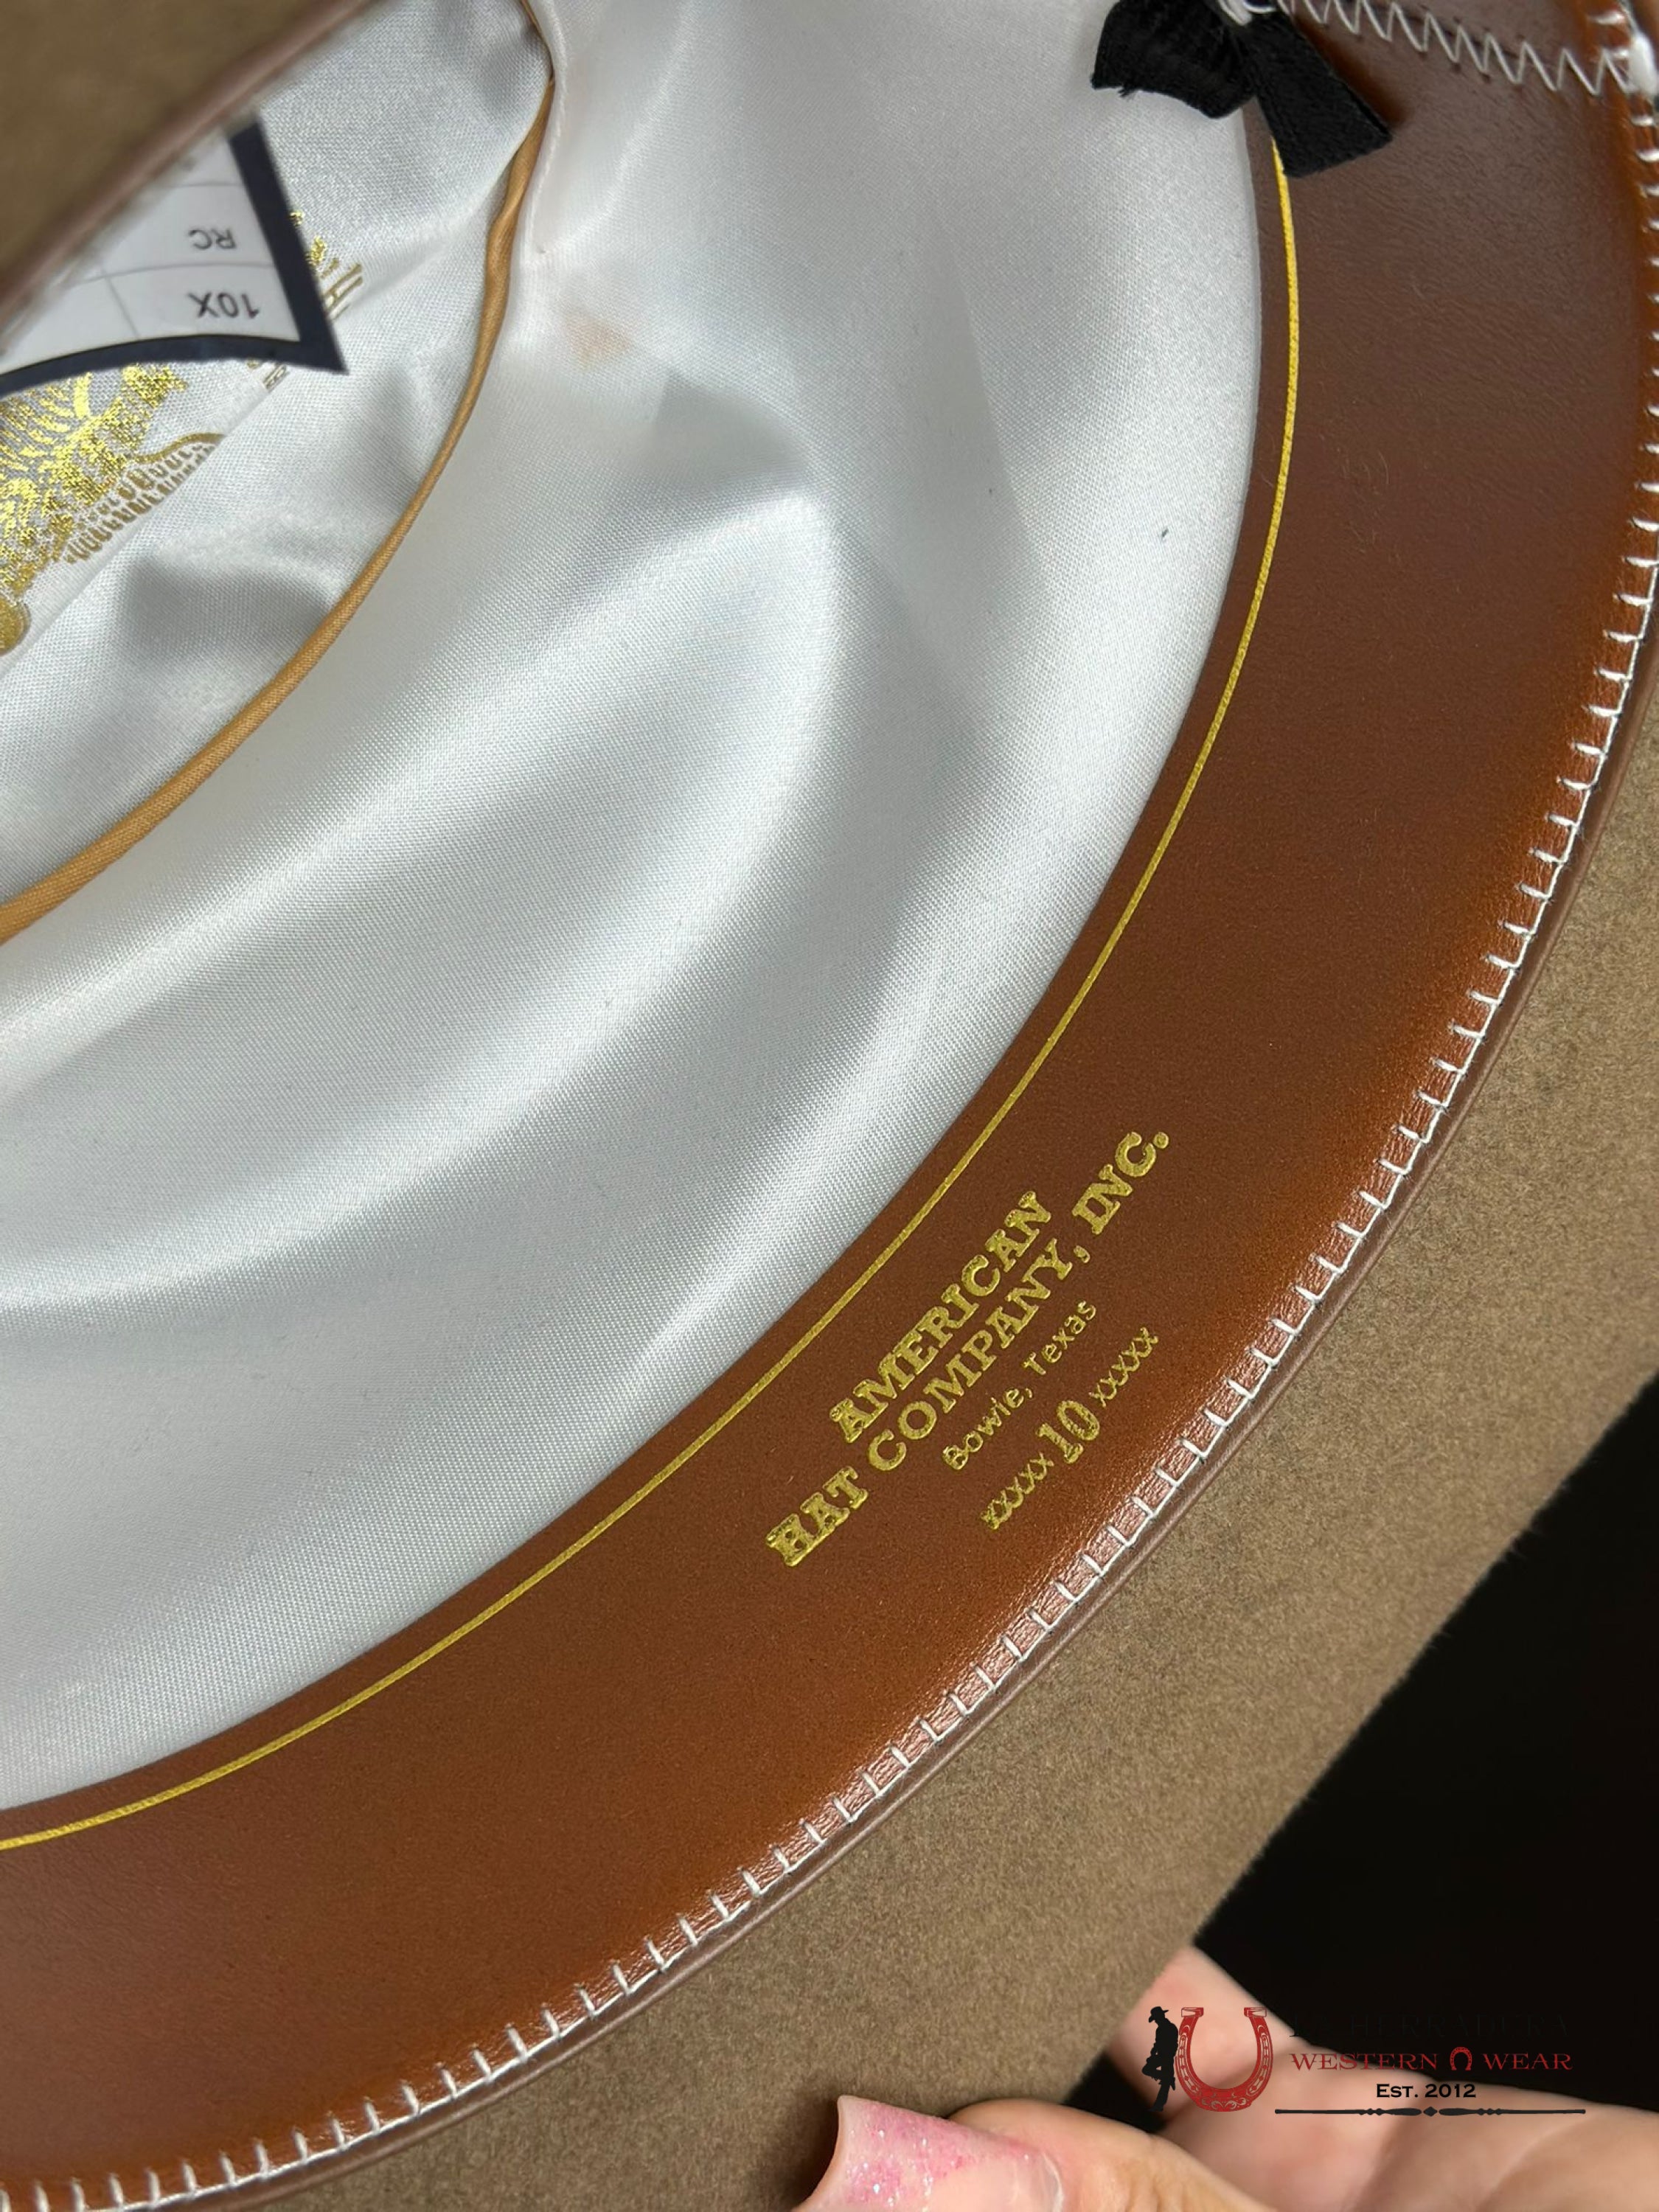 RC
10X
AMERICAN
HAT COMPANY, INC.
Bowie, Texas
xxxxx 10 xxxxx
WESTERN WEAR
EST. 2012